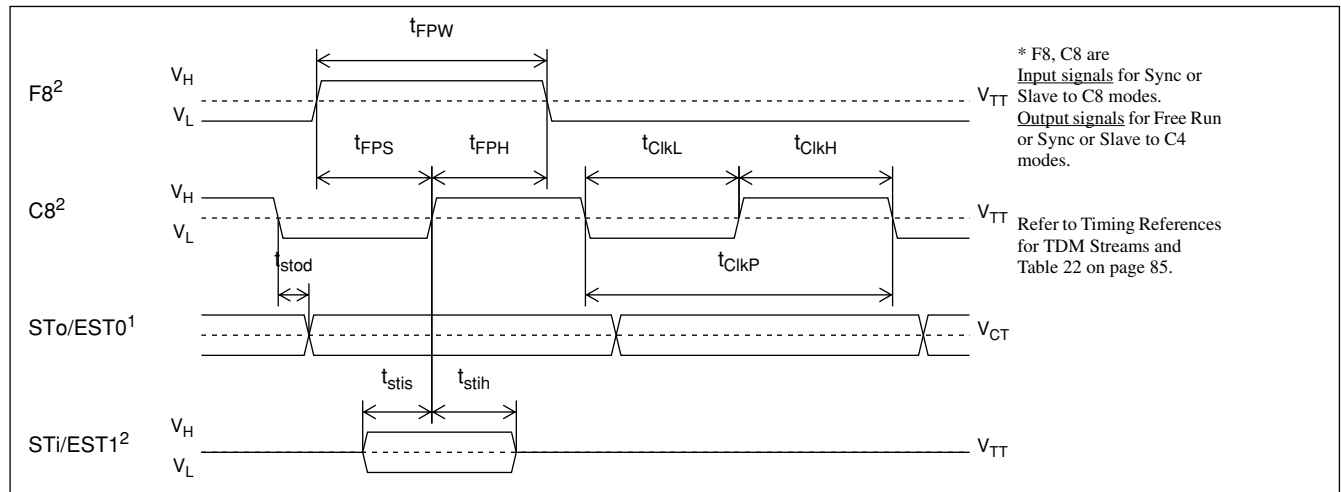 tFPW
F8²
VH
VL
VTT
* F8, C8 are
Input signals for Sync or
Slave to C8 modes.
Output signals for Free Run
or Sync or Slave to C4
modes.
tFPS
tFPH
tClkL
tClkH
C8²
VH
VL
VTT
Refer to Timing References
for TDM Streams and
Table 22 on page 85.
tstod
tClkP
STo/EST0¹
VCT
tstis
tstih
STi/EST1²
VH
VL
VTT